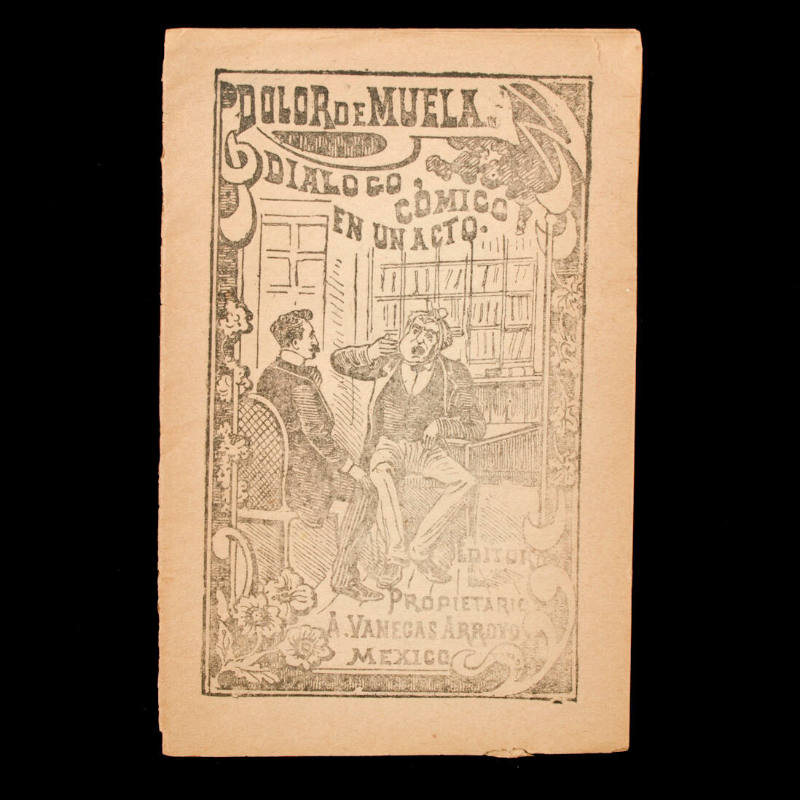 DOLOR DE MUELA
DIALOGO CÓMICO
EN UN ACTO.
EDITOR
PROPIETARIO
A. VANEGAS ARROYO
MEXICO